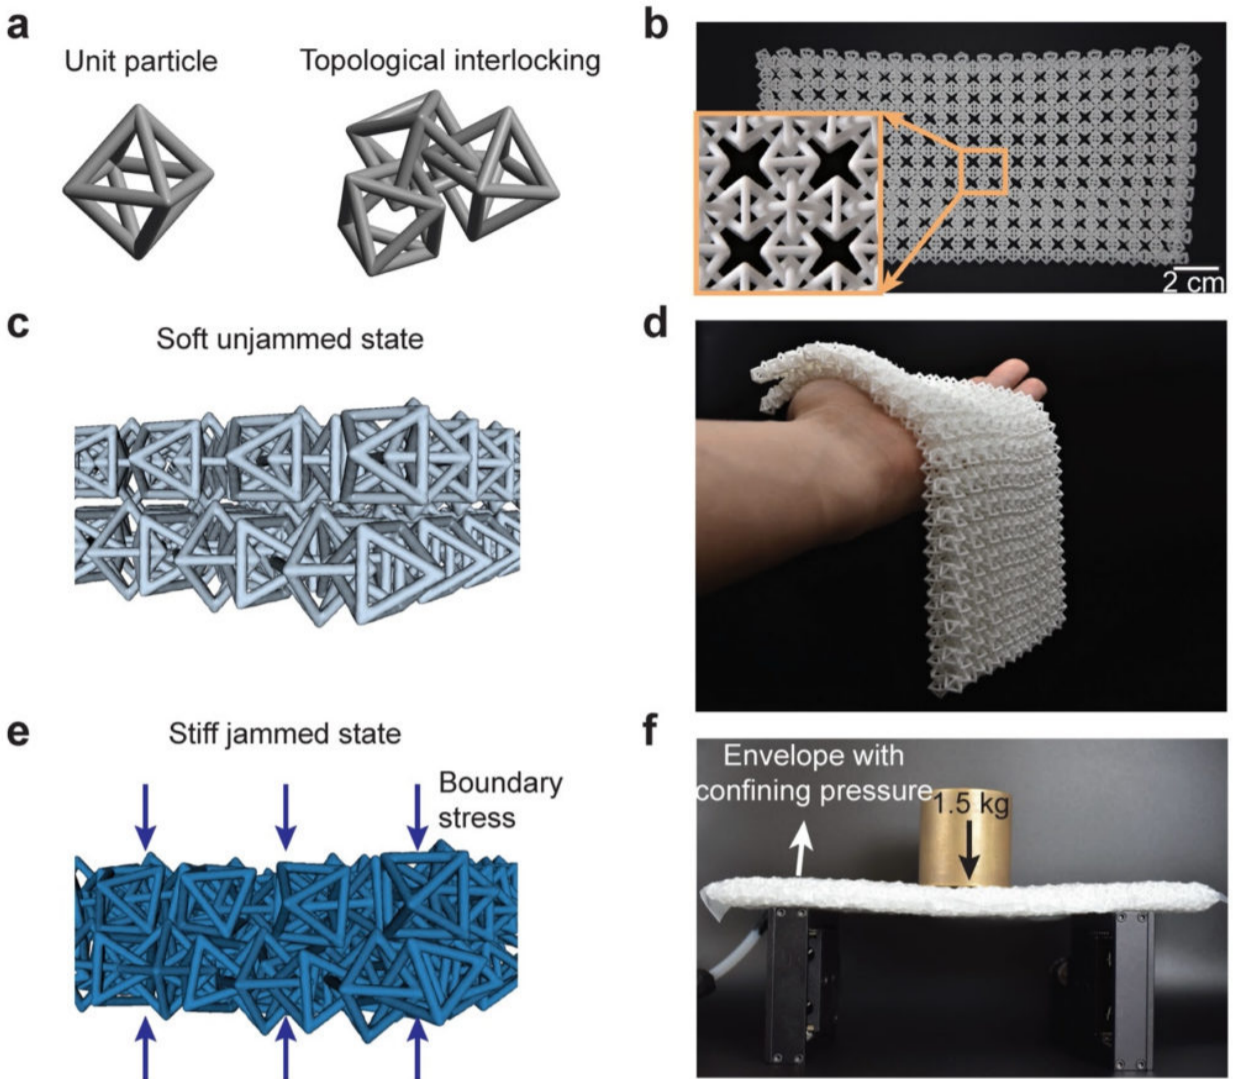 a
Unit particle
Topological interlocking
b
2 cm
c
Soft unjammed state
d
e
Stiff jammed state
Boundary
stress
f
Envelope with
confining pressure
1.5 kg